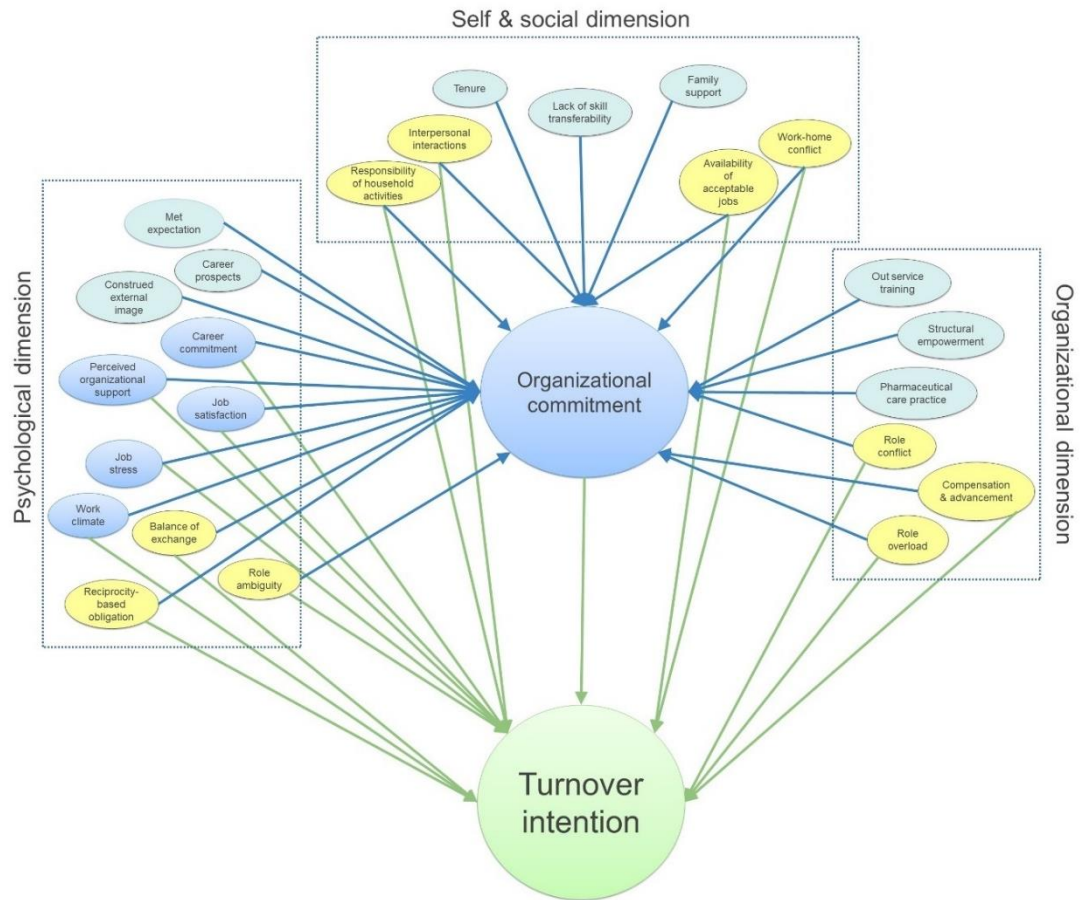 Self & social dimension
Tenure
Lack of skill
transferability
Family
support
Interpersonal
interactions
Responsibility
of household
activities
Availability
of
acceptable
jobs
Work-home
conflict
Psychological dimension
Met
expectation
Career
prospects
Construed
external
image
Career
commitment
Perceived
organizational
support
Job
satisfaction
Job
stress
Work
climate
Balance of
exchange
Role
ambiguity
Reciprocity-
based
obligation
Organizational
commitment
Organizational dimension
Out service
training
Structural
empowerment
Pharmaceutical
care practice
Role
conflict
Compensation
& advancement
Role
overload
Turnover
intention